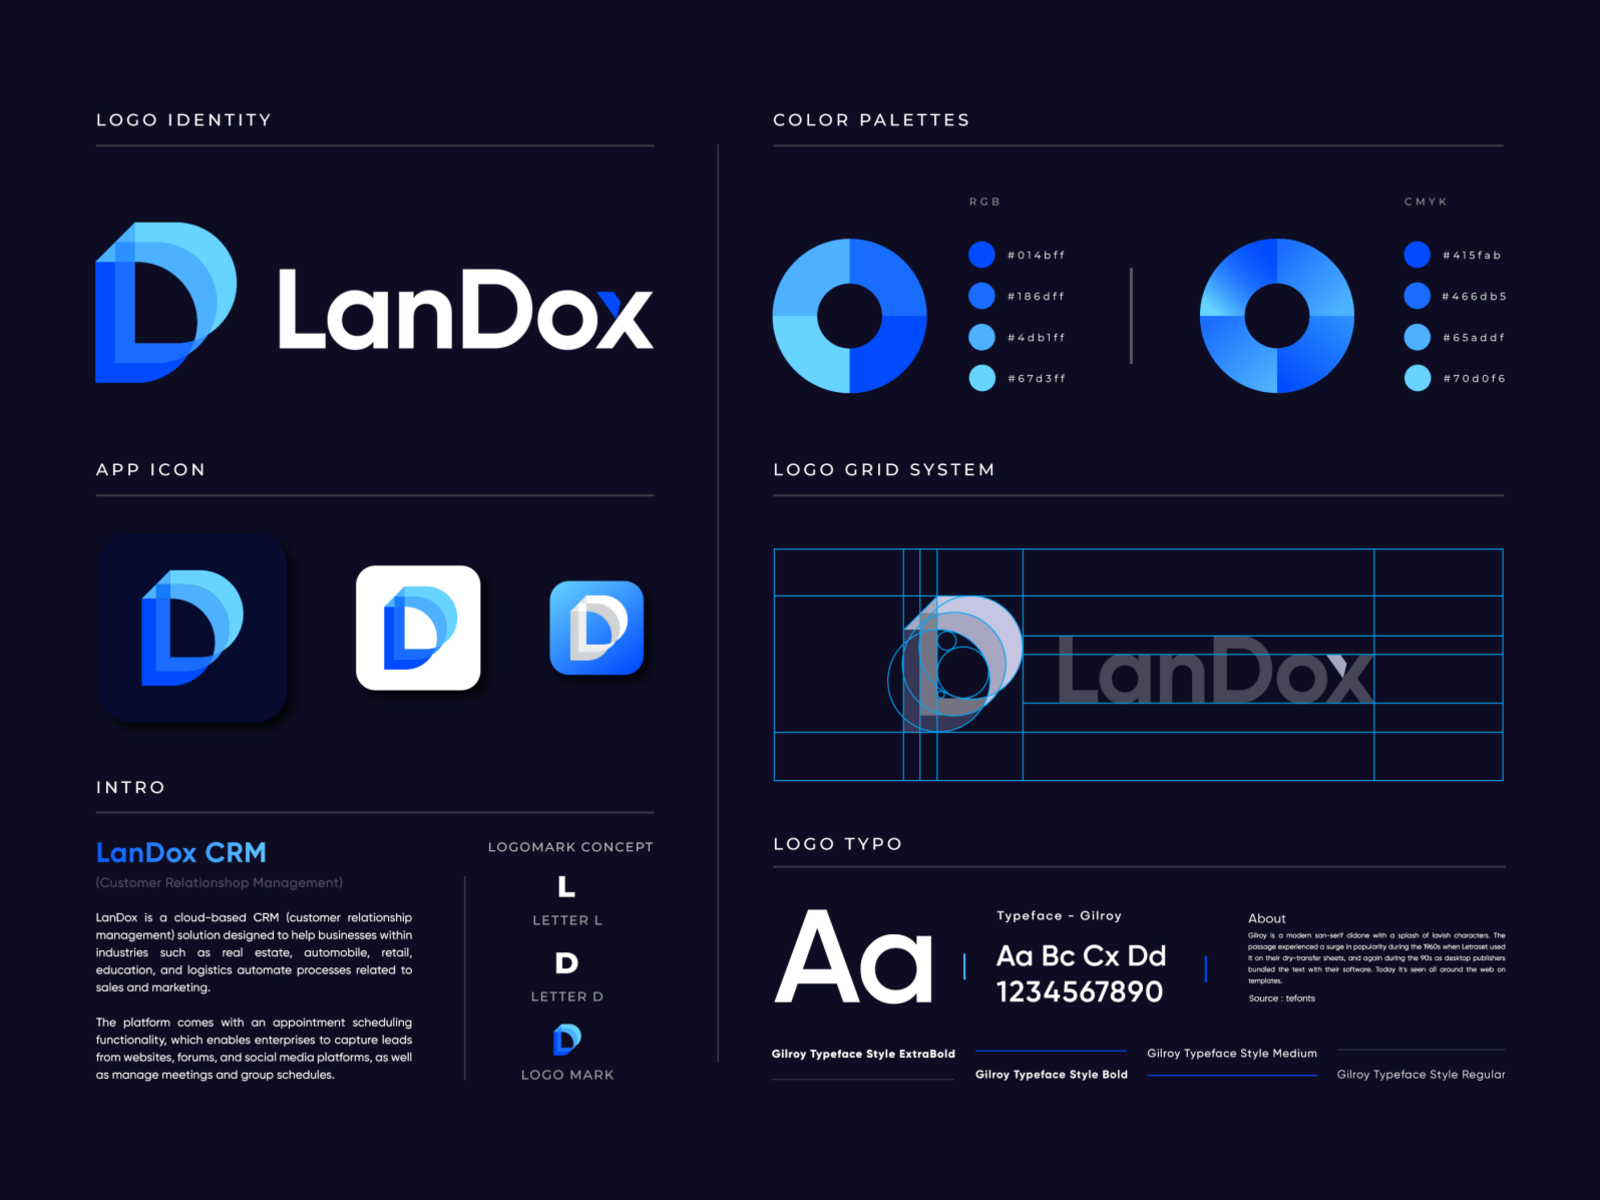 LOGO IDENTITY
LanDox
APP ICON
INTRO
LanDox CRM
(Customer Relationshop Management)
LanDox is a cloud-based CRM (customer relationship
management) solution designed to help businesses within
industries such as real estate, automobile, retail,
education, and logistics automate processes related to
sales and marketing.
The platform comes with an appointment scheduling
functionality, which enables enterprises to capture leads
from websites, forums, and social media platforms, as well
as manage meetings and group schedules.
LOGOMARK CONCEPT
L
LETTER L
D
LETTER D
LOGO MARK
COLOR PALETTES
RGB
#014bff
#186dff
#4db1ff
#67d3ff
CMYK
#415fab
#466db5
#65addf
#70d0f6
LOGO GRID SYSTEM
LanDox
LOGO TYPO
Aa
Typeface - Gilroy
Aa Bc Cx Dd
1234567890
About
Gilroy is a modern san-serif didone with a splash of lavish characters. The
passage experienced a surge in popularity during the 1960s when Letraset used
it on their dry-transfer sheets, and again during the 90s as desktop publishers
bundled the text with their software. Today it's seen all around the web on
templates.
Source : tefonts
Gilroy Typeface Style ExtraBold
Gilroy Typeface Style Bold
Gilroy Typeface Style Medium
Gilroy Typeface Style Regular